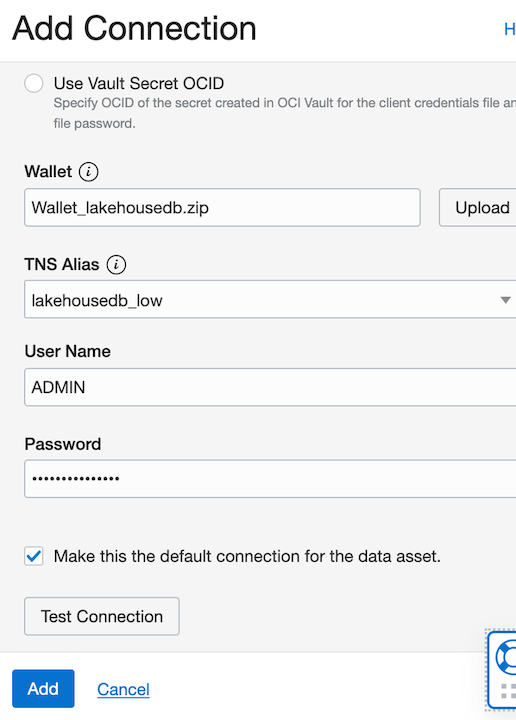 Add Connection
H
Use Vault Secret OCID
Specify OCID of the secret created in OCI Vault for the client credentials file
file password.
Wallet
Wallet_lakehousedb.zip
Upload
TNS Alias
lakehousedb_low
User Name
ADMIN
Password
Make this the default connection for the data asset.
Test Connection
Add
Cancel